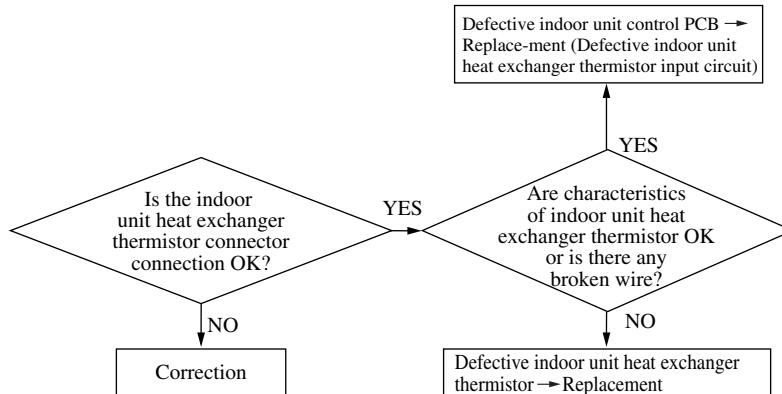 Defective indoor unit control PCB →
Replace-ment (Defective indoor unit
heat exchanger thermistor input circuit)
YES
Is the indoor
unit heat exchanger
thermistor connector
connection OK?
YES
Are characteristics
of indoor unit heat
exchanger thermistor OK
or is there any
broken wire?
NO
Correction
NO
Defective indoor unit heat exchanger
thermistor → Replacement